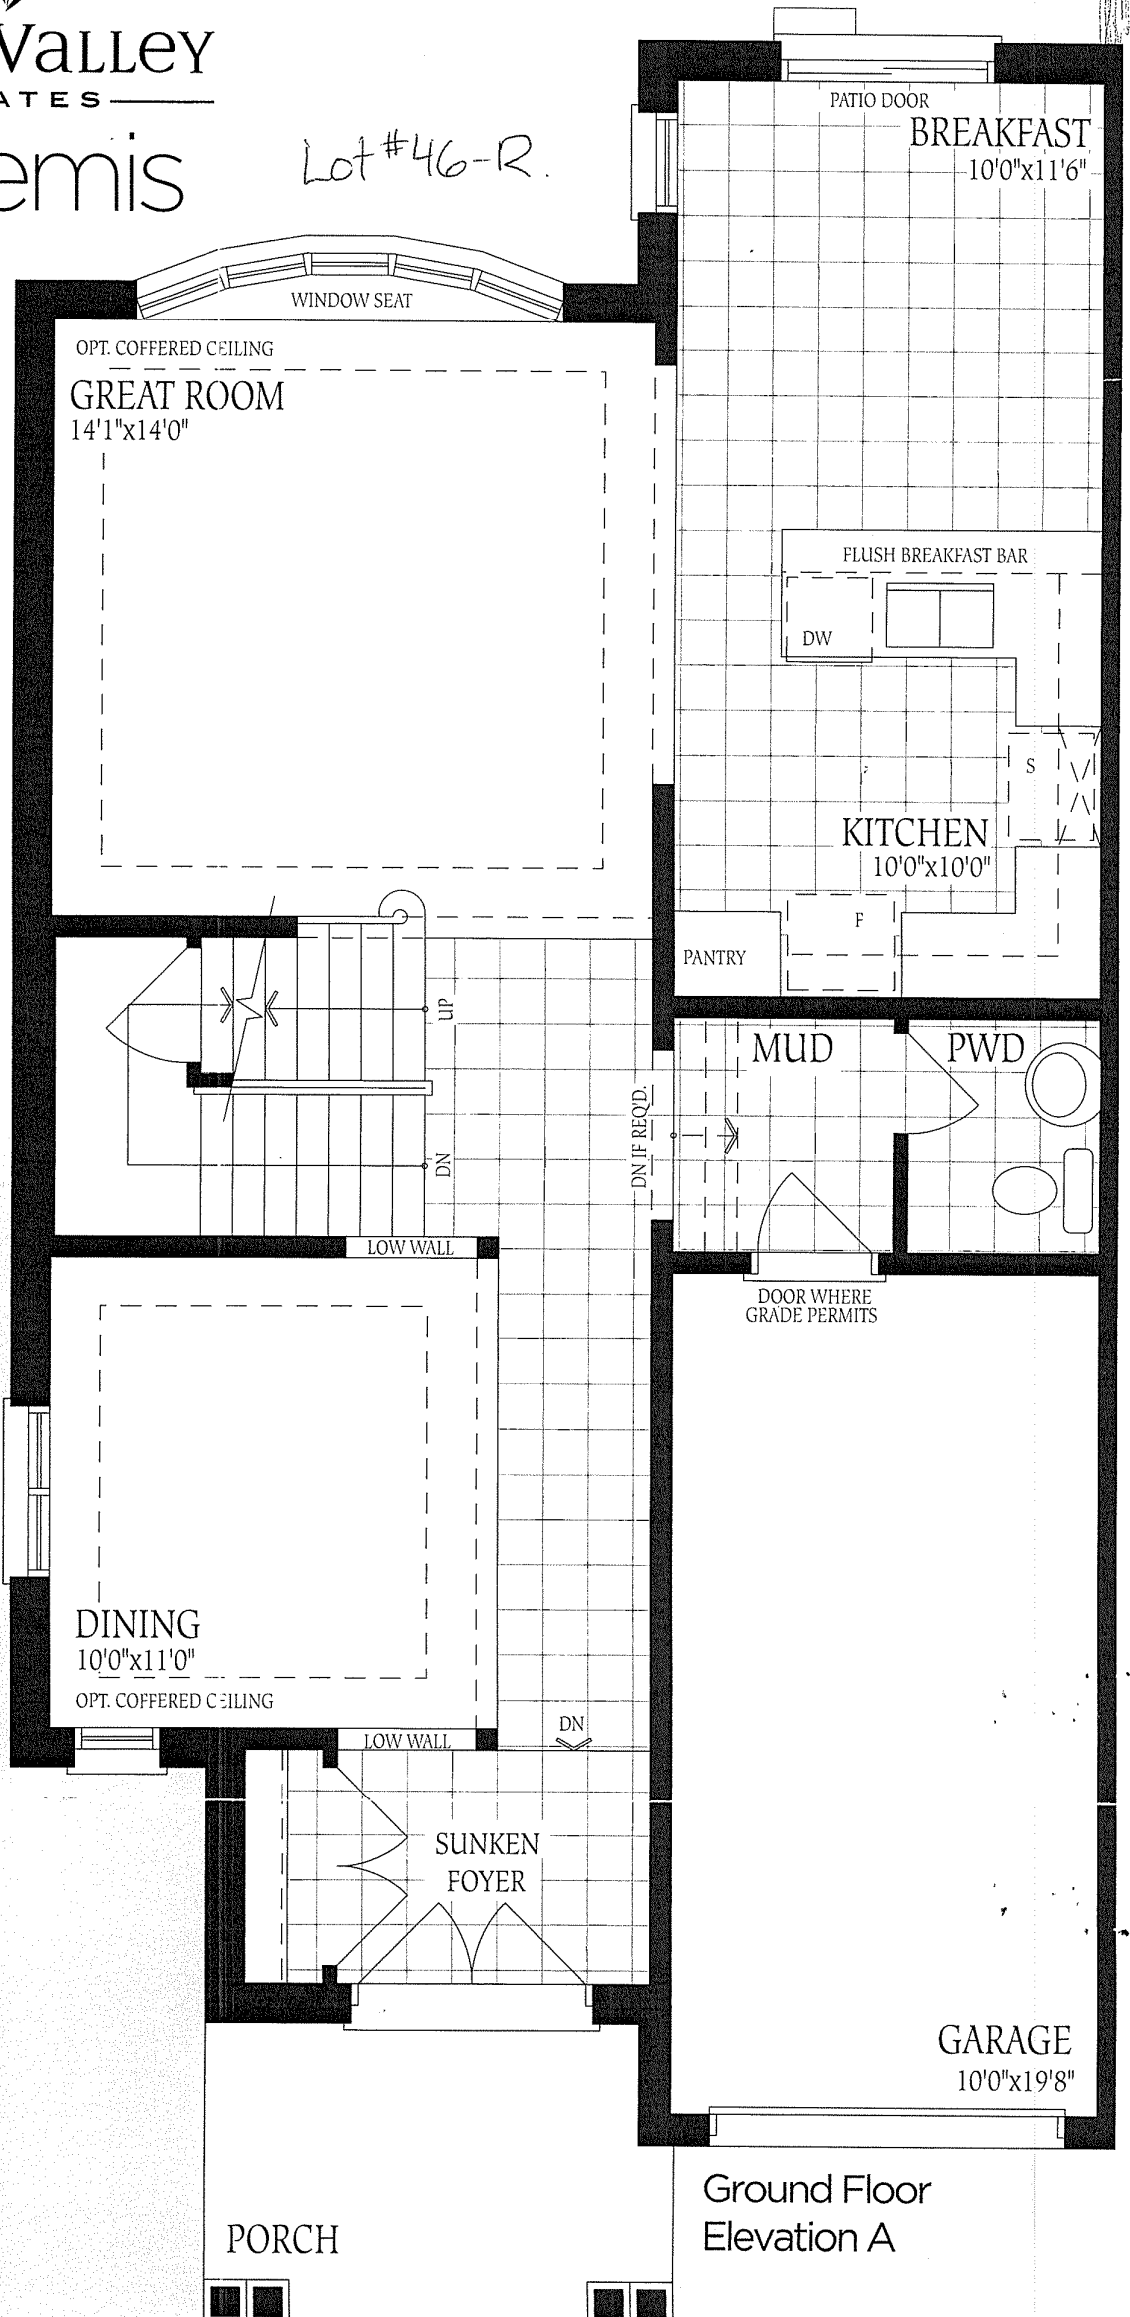 Valley
ATES
emis
Lot #46-R.
PATIO DOOR
BREAKFAST
10'0"x11'6"
WINDOW SEAT
OPT. COFFERED CEILING
GREAT ROOM
14'1"x14'0"
FLUSH BREAKFAST BAR
DW
S
KITCHEN
10'0"x10'0"
F
PANTRY
UP
MUD
PWD
DN IF REQ'D.
DN
LOW WALL
DOOR WHERE
GRADE PERMITS
DINING
10'0"x11'0"
OPT. COFFERED CEILING
LOW WALL
DN
SUNKEN
FOYER
GARAGE
10'0"x19'8"
Ground Floor
Elevation A
PORCH